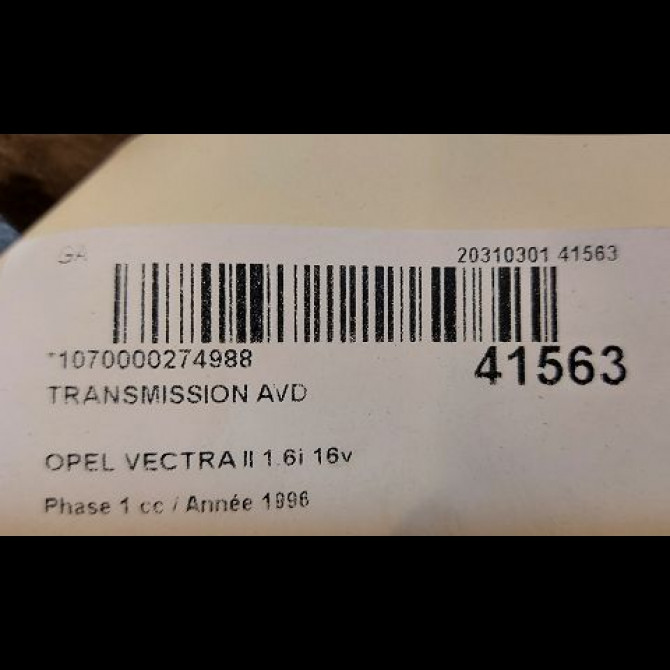 GA
20310301 41563
*1070000274988
41563
TRANSMISSION AVD
OPEL VECTRA II 1.6i 16v
Phase 1 cc / Année 1996